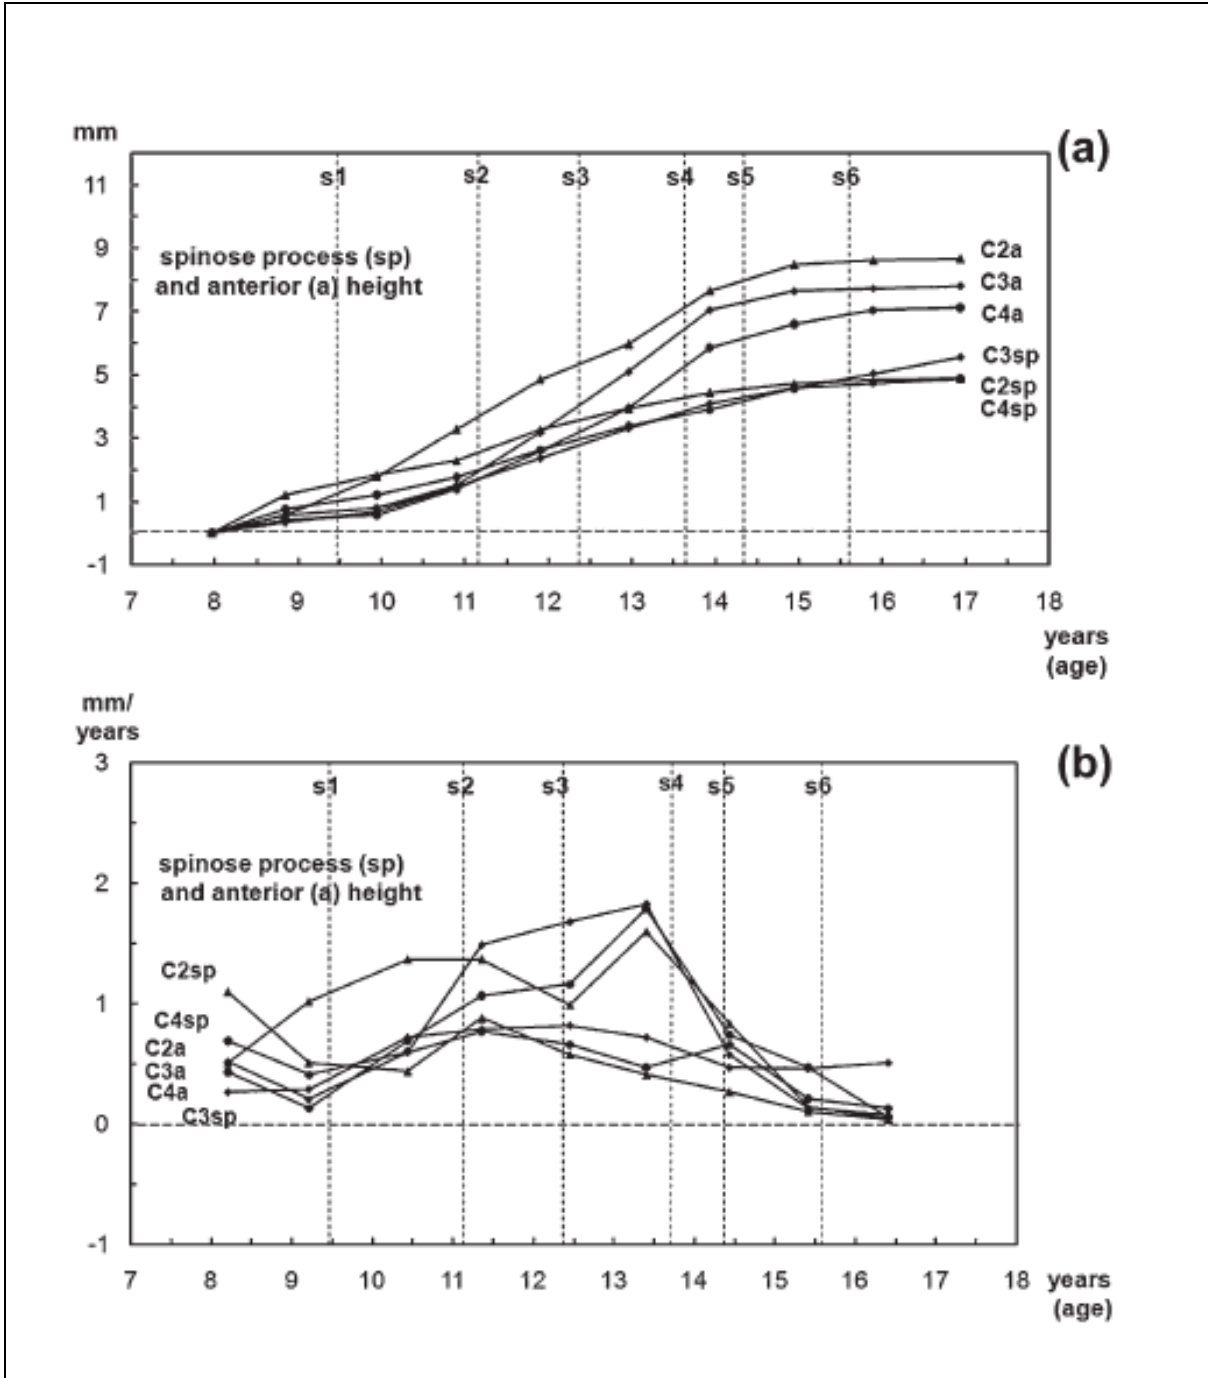 mm
(a)
11
9
7
5
3
1
-1
s1 s2 s3 s4 s5 s6
spinose process (sp)
and anterior (a) height
C2a
C3a
C4a
C3sp
C2sp
C4sp
7 8 9 10 11 12 13 14 15 16 17 18
years
(age)
mm/
years
(b)
3
2
1
0
-1
s1 s2 s3 s4 s5 s6
spinose process (sp)
and anterior (a) height
C2sp
C4sp
C2a
C3a
C4a
C3sp
7 8 9 10 11 12 13 14 15 16 17 18 years
(age)